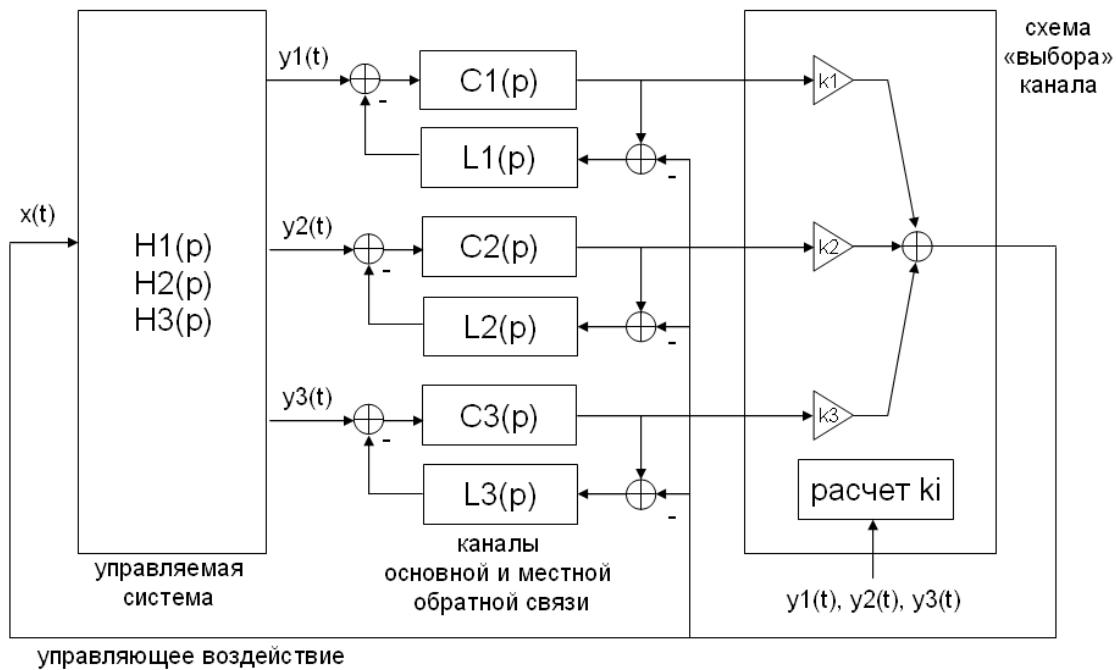 схема
«выбора»
канала
y1(t)
C1(p)
k1
-
L1(p)
-
x(t)
y2(t)
C2(p)
k2
-
H1(p)
H2(p)
H3(p)
L2(p)
-
y3(t)
C3(p)
k3
-
L3(p)
-
расчет ki
управляемая
система
каналы
основной и местной
обратной связи
y1(t), y2(t), y3(t)
управляющее воздействие